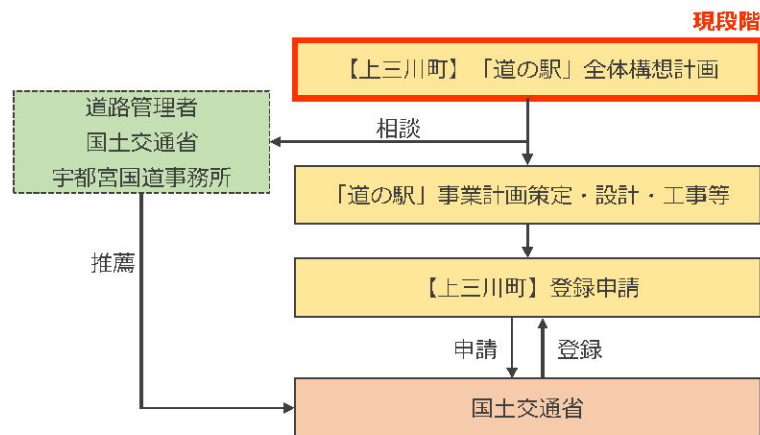 現段階
【上三川町】「道の駅」全体構想計画
道路管理者
国土交通省
宇都宮国道事務所
相談
「道の駅」事業計画策定・設計・工事等
推薦
【上三川町】登録申請
申請
登録
国土交通省